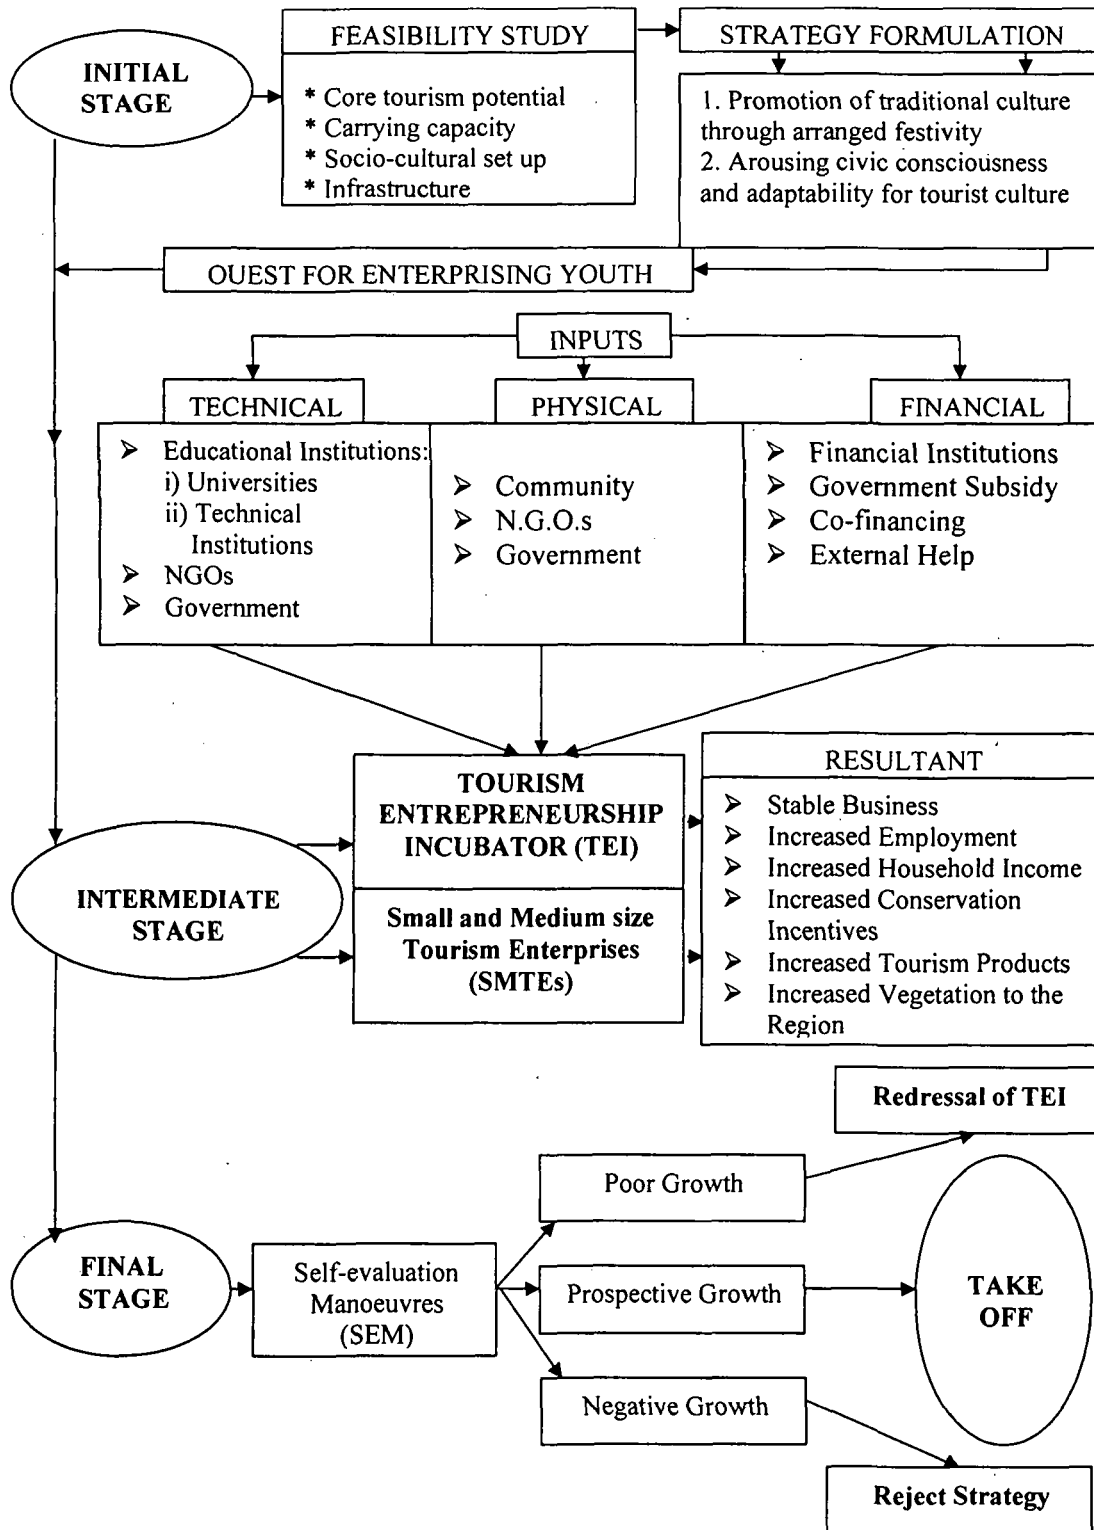 FEASIBILITY STUDY
STRATEGY FORMULATION
INITIAL
STAGE
* Core tourism potential
* Carrying capacity
* Socio-cultural set up
* Infrastructure
1. Promotion of traditional culture
through arranged festivity
2. Arousing civic consciousness
and adaptability for tourist culture
OUEST FOR ENTERPRISING YOUTH
INPUTS
TECHNICAL
PHYSICAL
FINANCIAL
➢ Educational Institutions:
i) Universities
ii) Technical
Institutions
➢ NGOs
➢ Government
➢ Community
➢ N.G.O.s
➢ Government
➢ Financial Institutions
➢ Government Subsidy
➢ Co-financing
➢ External Help
INTERMEDIATE
STAGE
TOURISM
ENTREPRENEURSHIP
INCUBATOR (TEI)
Small and Medium size
Tourism Enterprises
(SMTEs)
RESULTANT
➢ Stable Business
➢ Increased Employment
➢ Increased Household Income
➢ Increased Conservation
Incentives
➢ Increased Tourism Products
➢ Increased Vegetation to the
Region
FINAL
STAGE
Self-evaluation
Manoeuvres
(SEM)
Poor Growth
Prospective Growth
Negative Growth
Redressal of TEI
TAKE
OFF
Reject Strategy